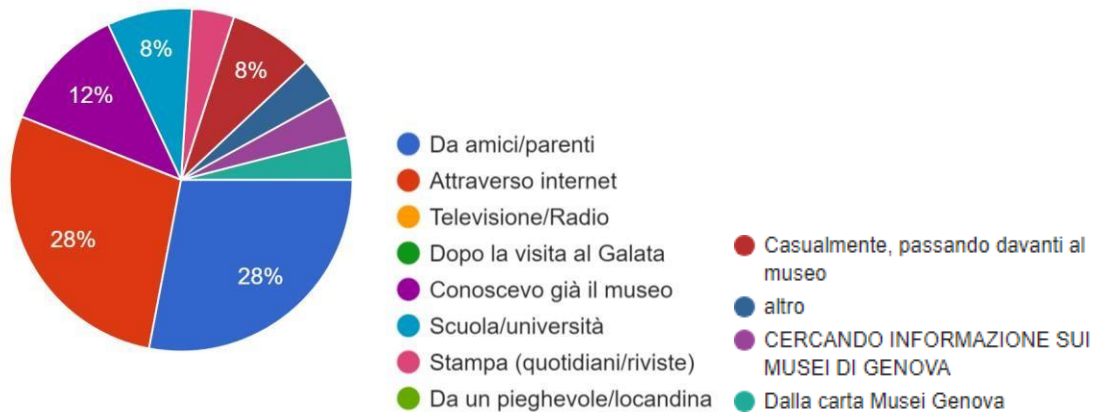 8%
8%
12%
28%
28%
Da amici/parenti
Attraverso internet
Televisione/Radio
Dopo la visita al Galata
Conoscevo già il museo
Scuola/università
Stampa (quotidiani/riviste)
Da un pieghevole/locandina
Casualmente, passando davanti al
museo
altro
CERCANDO INFORMAZIONE SUI
MUSEI DI GENOVA
Dalla carta Musei Genova